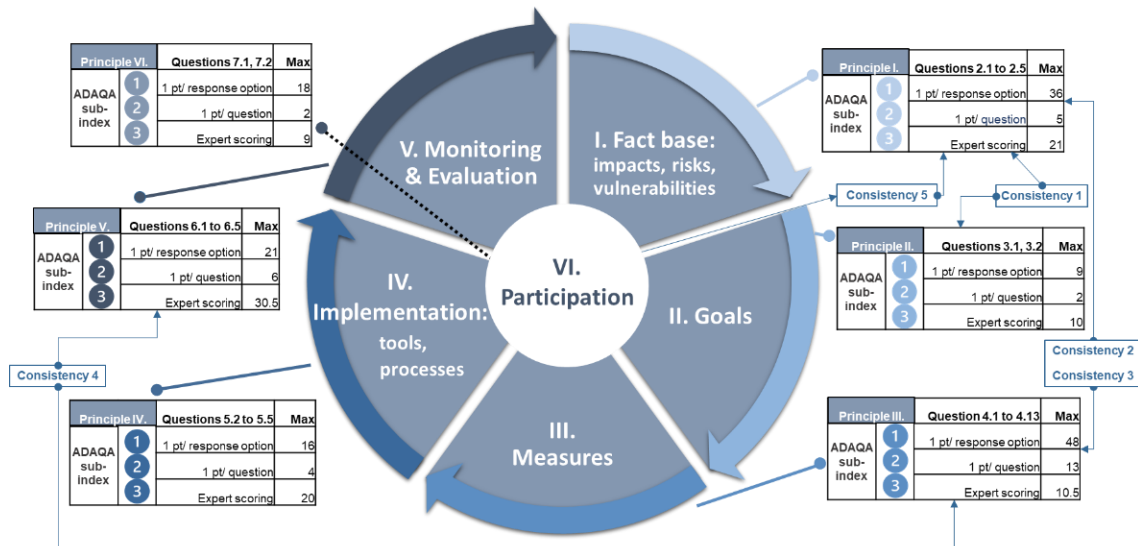 Principle VI. Questions 7.1, 7.2 Max
ADAQA sub-index
1 1 pt/ response option 18
2 1 pt/ question 2
3 Expert scoring 9
Principle I. Questions 2.1 to 2.5 Max
ADAQA sub-index
1 1 pt/ response option 36
2 1 pt/ question 5
3 Expert scoring 21
V. Monitoring
& Evaluation
I. Fact base:
impacts, risks,
vulnerabilities
Consistency 5
Consistency 1
Principle V. Questions 6.1 to 6.5 Max
ADAQA sub-index
1 1 pt/ response option 21
2 1 pt/ question 6
3 Expert scoring 30.5
Principle II. Questions 3.1, 3.2 Max
ADAQA sub-index
1 1 pt/ response option 9
2 1 pt/ question 2
3 Expert scoring 10
VI.
Participation
IV.
Implementation:
tools,
processes
II. Goals
Consistency 4
Consistency 2
Consistency 3
Principle IV. Questions 5.2 to 5.5 Max
ADAQA sub-index
1 1 pt/ response option 16
2 1 pt/ question 4
3 Expert scoring 20
III.
Measures
Principle III. Question 4.1 to 4.13 Max
ADAQA sub-index
1 1 pt/ response option 48
2 1 pt/ question 13
3 Expert scoring 10.5